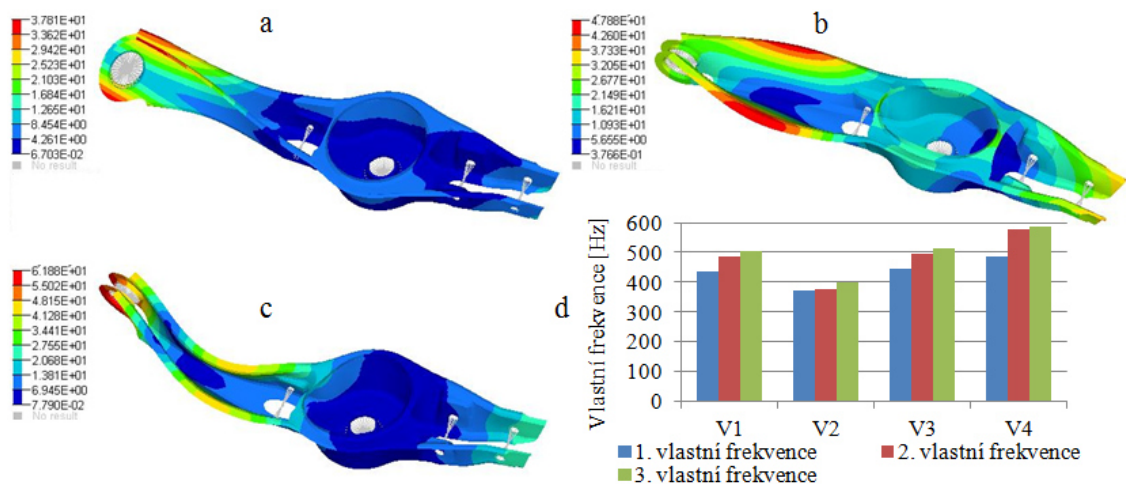 a
3.781E+01
3.362E+01
2.942E+01
2.523E+01
2.103E+01
1.684E+01
1.265E+01
8.454E+00
4.261E+00
6.703E-02
No result
b
4.788E+01
4.260E+01
3.733E+01
3.205E+01
2.677E+01
2.149E+01
1.621E+01
1.093E+01
5.655E+00
3.766E-01
No result
c
6.188E+01
5.502E+01
4.815E+01
4.128E+01
3.441E+01
2.755E+01
2.068E+01
1.381E+01
6.945E+00
7.790E-02
No result
d
Vlastní frekvence [Hz]
600
500
400
300
200
100
0
V1 V2 V3 V4
1. vlastní frekvence 2. vlastní frekvence
3. vlastní frekvence